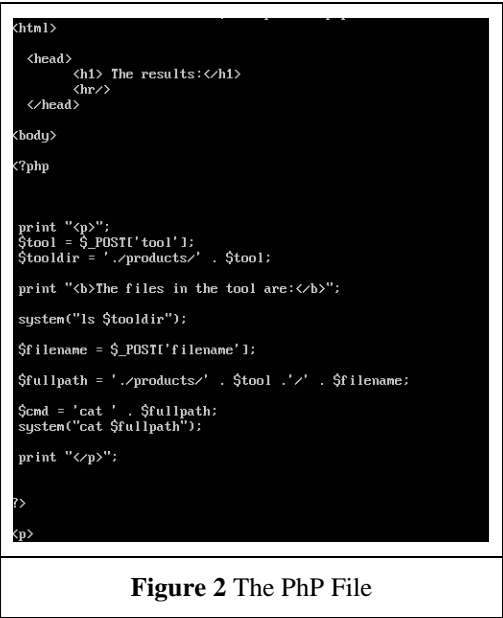 <html>
<head>
<h1> The results:</h1>
<hr/>
</head>
<body>
<?php
print "<p>";
$tool = $_POST['tool'];
$tooldir = './products/' . $tool;
print "<b>The files in the tool are:</b>";
system("ls $tooldir");
$filename = $_POST['filename'];
$fullpath = './products/' . $tool .'/' . $filename;
$cmd = 'cat ' . $fullpath;
system("cat $fullpath");
print "</p>";
?>
<p>
Figure 2 The PhP File